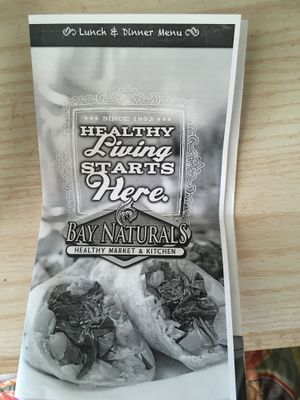 Lunch & Dinner Menu
SINCE 1993
HEALTHY
Living
STARTS
Here.
BAY NATURALS
HEALTHY MARKET & KITCHEN